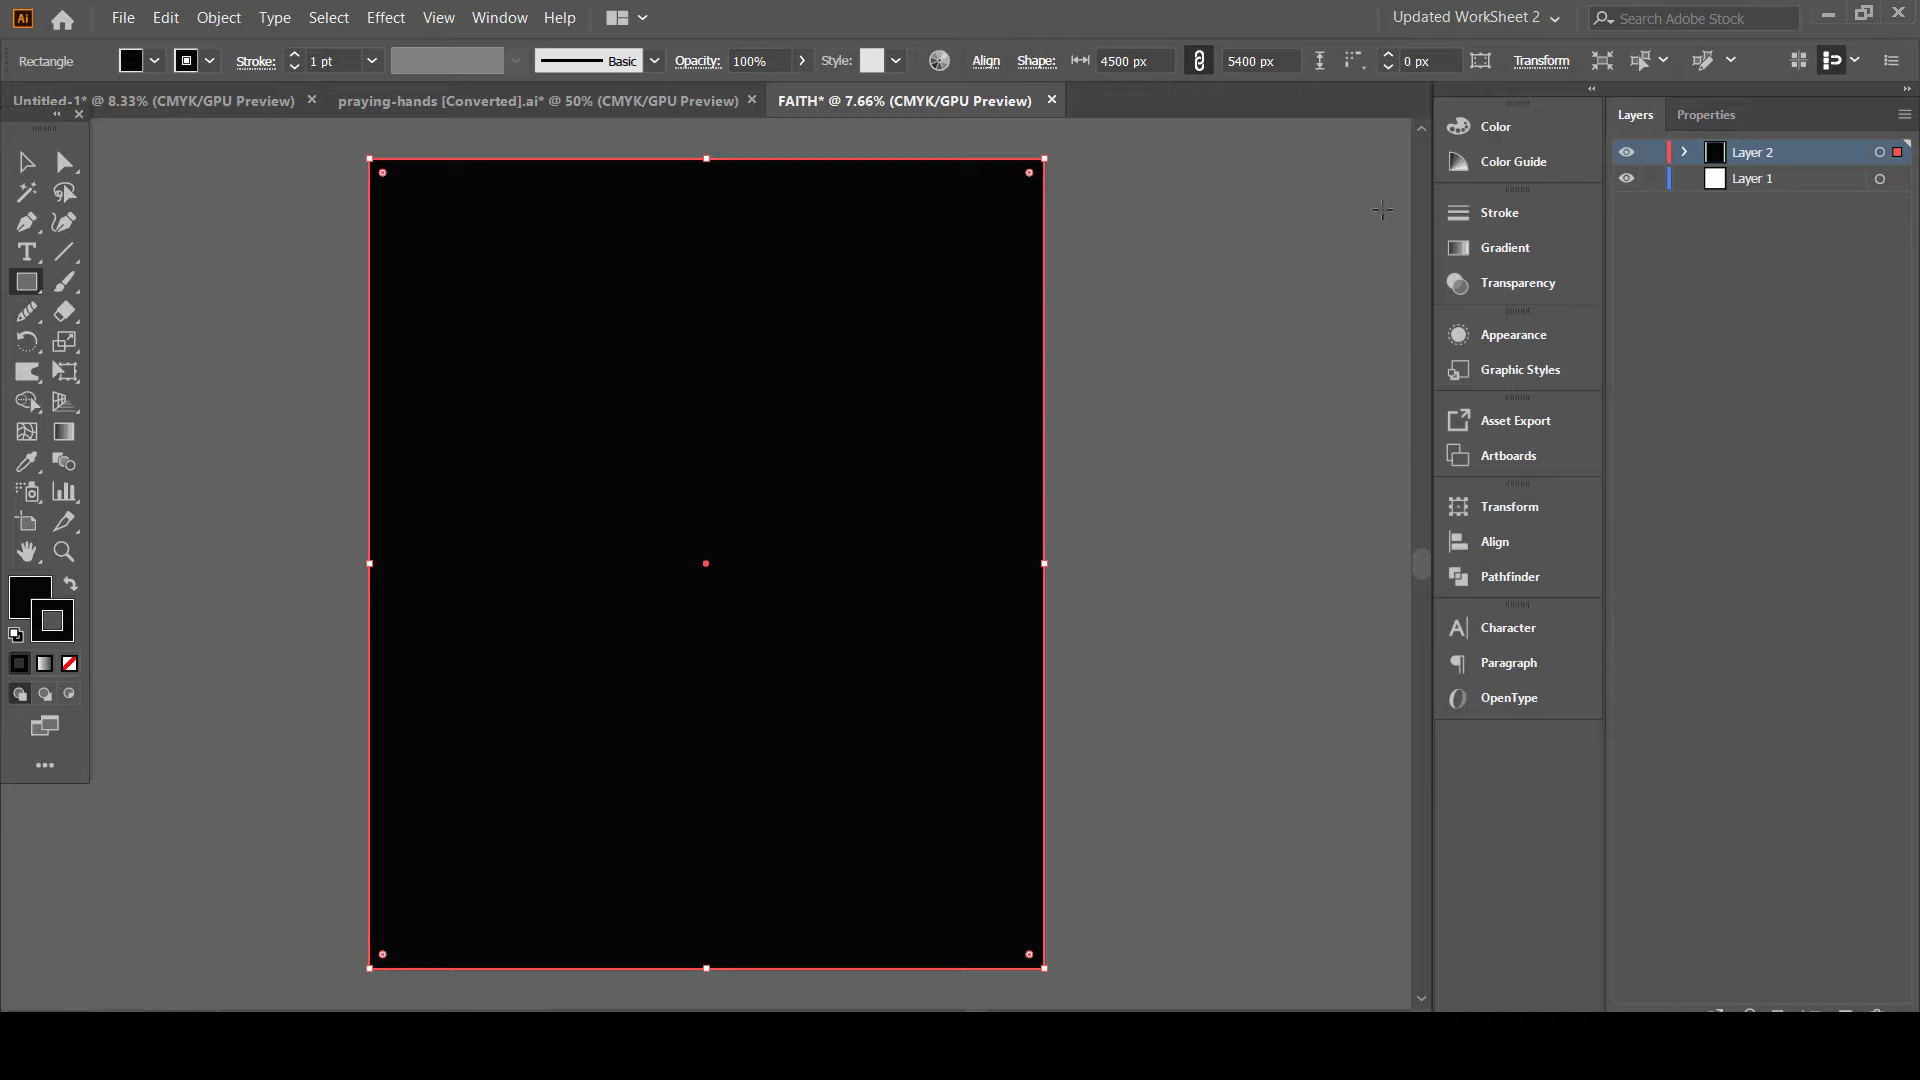 Ai File Edit Object Type Select Effect View Window Help Updated WorkSheet 2 Search Adobe Stock
Rectangle Stroke: 1 pt Basic Opacity: 100% Style: Align Shape: 4500 px 5400 px 0 px Transform
Untitled-1* @ 8.33% (CMYK/GPU Preview) praying-hands [Converted].ai* @ 50% (CMYK/GPU Preview) FAITH* @ 7.66% (CMYK/GPU Preview)
Layers Properties
Color
Layer 2
Color Guide
Layer 1
Stroke
Gradient
Transparency
Appearance
Graphic Styles
Asset Export
Artboards
Transform
Align
Pathfinder
Character
Paragraph
OpenType